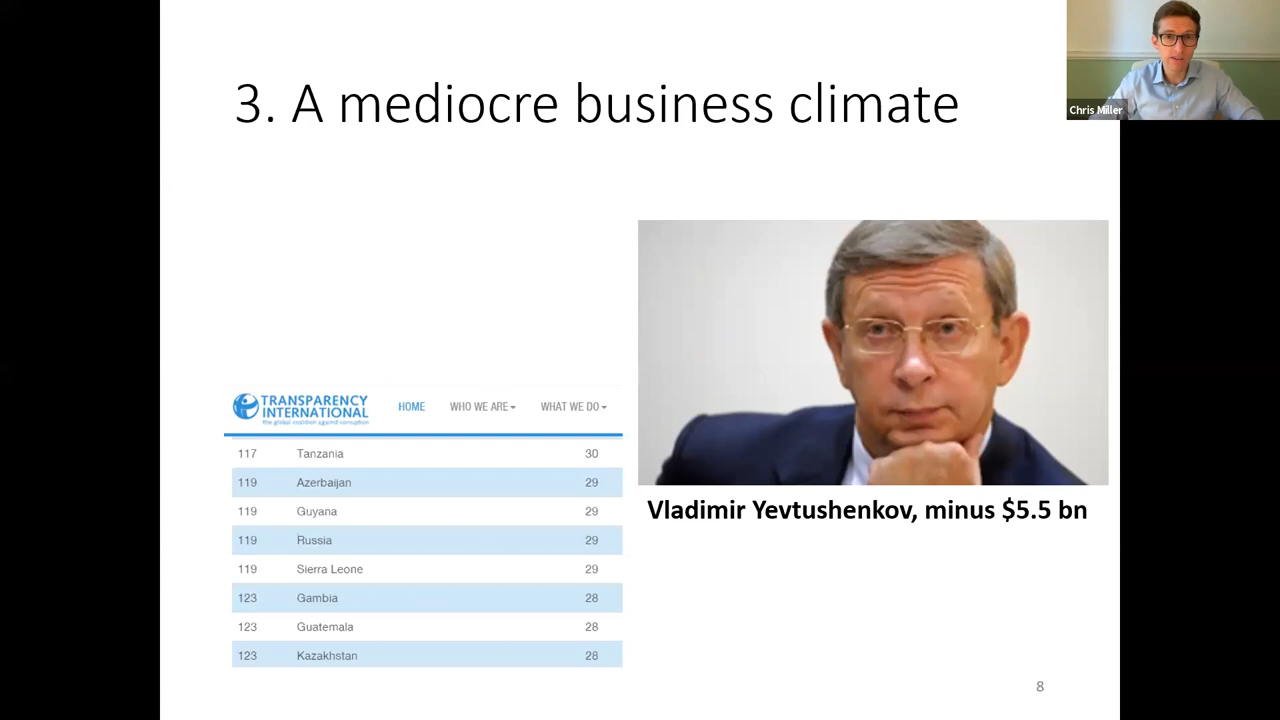 3. A mediocre business climate
Chris Miller
TRANSPARENCY
INTERNATIONAL
the global coalition against corruption
HOME WHO WE ARE WHAT WE DO
117 Tanzania 30
119 Azerbaijan 29
119 Guyana 29
119 Russia 29
119 Sierra Leone 29
123 Gambia 28
123 Guatemala 28
123 Kazakhstan 28
Vladimir Yevtushenkov, minus $5.5 bn
8